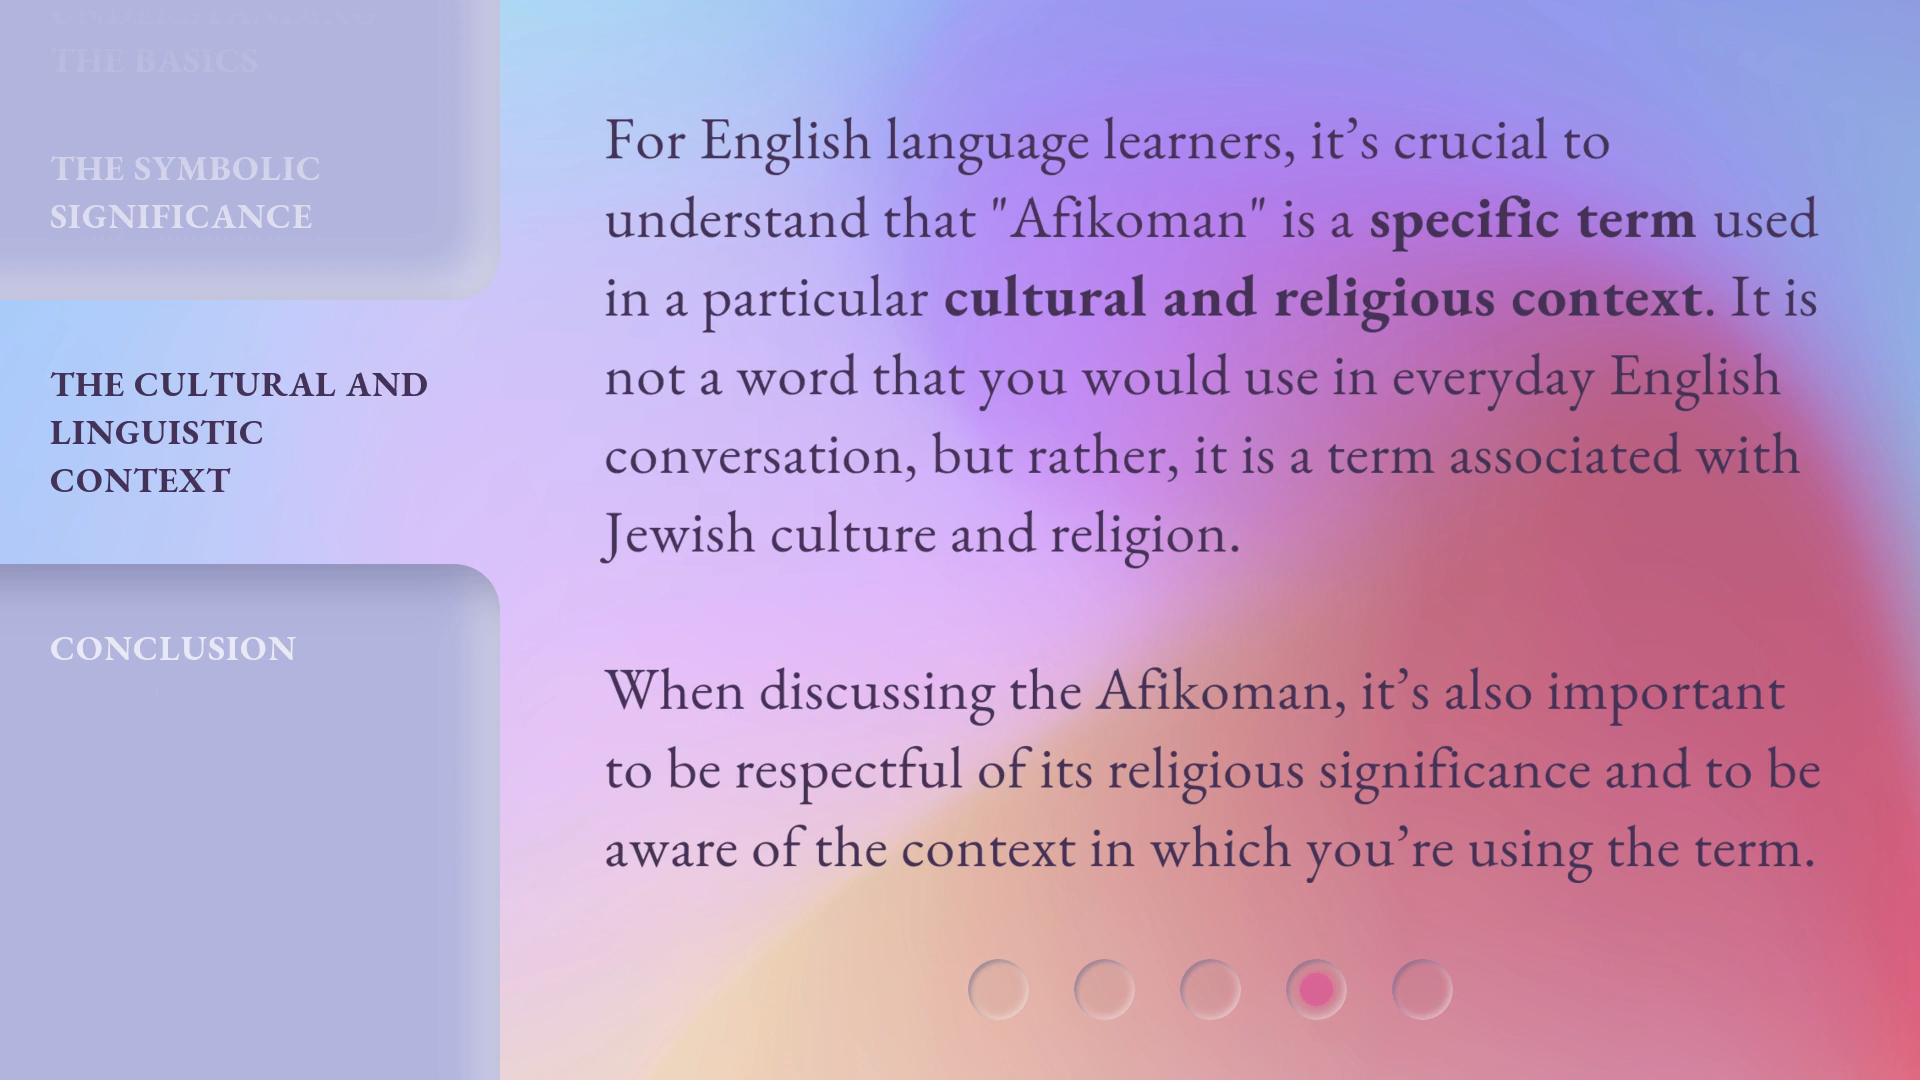 THE BASICS
THE SYMBOLIC
SIGNIFICANCE
THE CULTURAL AND
LINGUISTIC
CONTEXT
CONCLUSION
For English language learners, it’s crucial to
understand that "Afikoman" is a specific term used
in a particular cultural and religious context. It is
not a word that you would use in everyday English
conversation, but rather, it is a term associated with
Jewish culture and religion.
When discussing the Afikoman, it’s also important
to be respectful of its religious significance and to be
aware of the context in which you’re using the term.